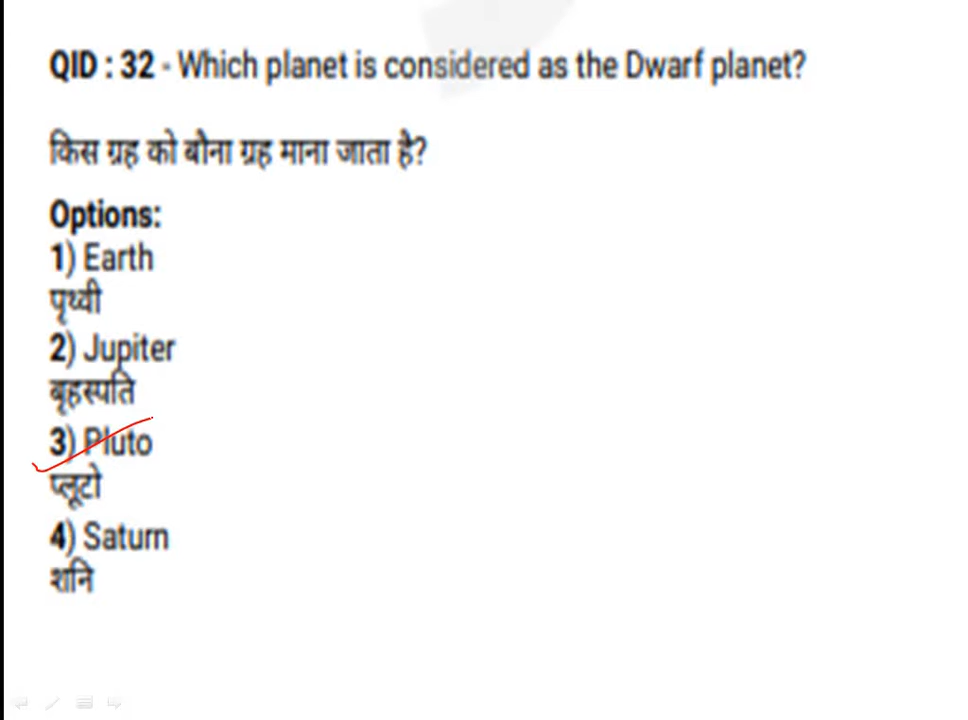 QID : 32 - Which planet is considered as the Dwarf planet?
किस ग्रह को बौना ग्रह माना जाता है?
Options:
1) Earth
पृथ्वी
2) Jupiter
बृहस्पति
3) Pluto
प्लूटो
4) Saturn
शनि